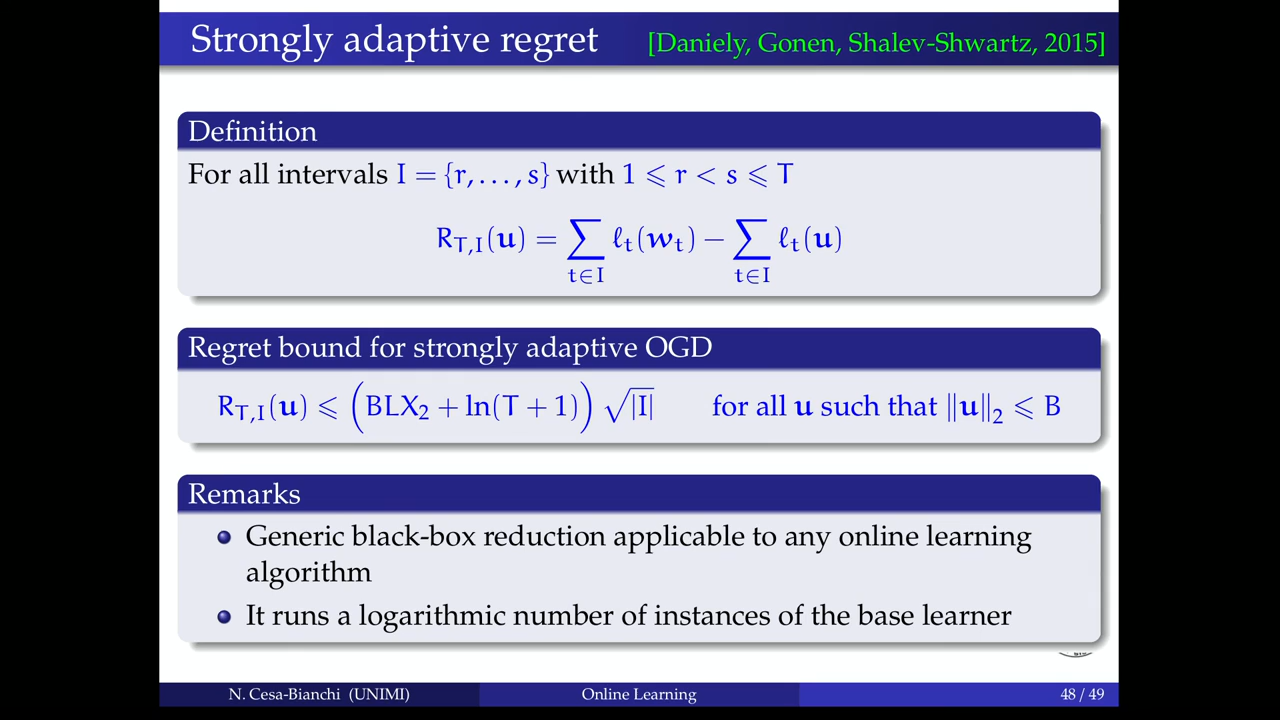 Strongly adaptive regret [Daniely, Gonen, Shalev-Shwartz, 2015]
Definition
For all intervals I = {r, . . . , s} with 1 ⩽ r < s ⩽ T
R_{T,I}(u) = ∑_{t∈I} ℓ_t(w_t) − ∑_{t∈I} ℓ_t(u)
Regret bound for strongly adaptive OGD
R_{T,I}(u) ⩽ (BLX_2 + ln(T + 1)) √|I| for all u such that ‖u‖_2 ⩽ B
Remarks
Generic black-box reduction applicable to any online learning
algorithm
It runs a logarithmic number of instances of the base learner
N. Cesa-Bianchi (UNIMI) Online Learning 48 / 49